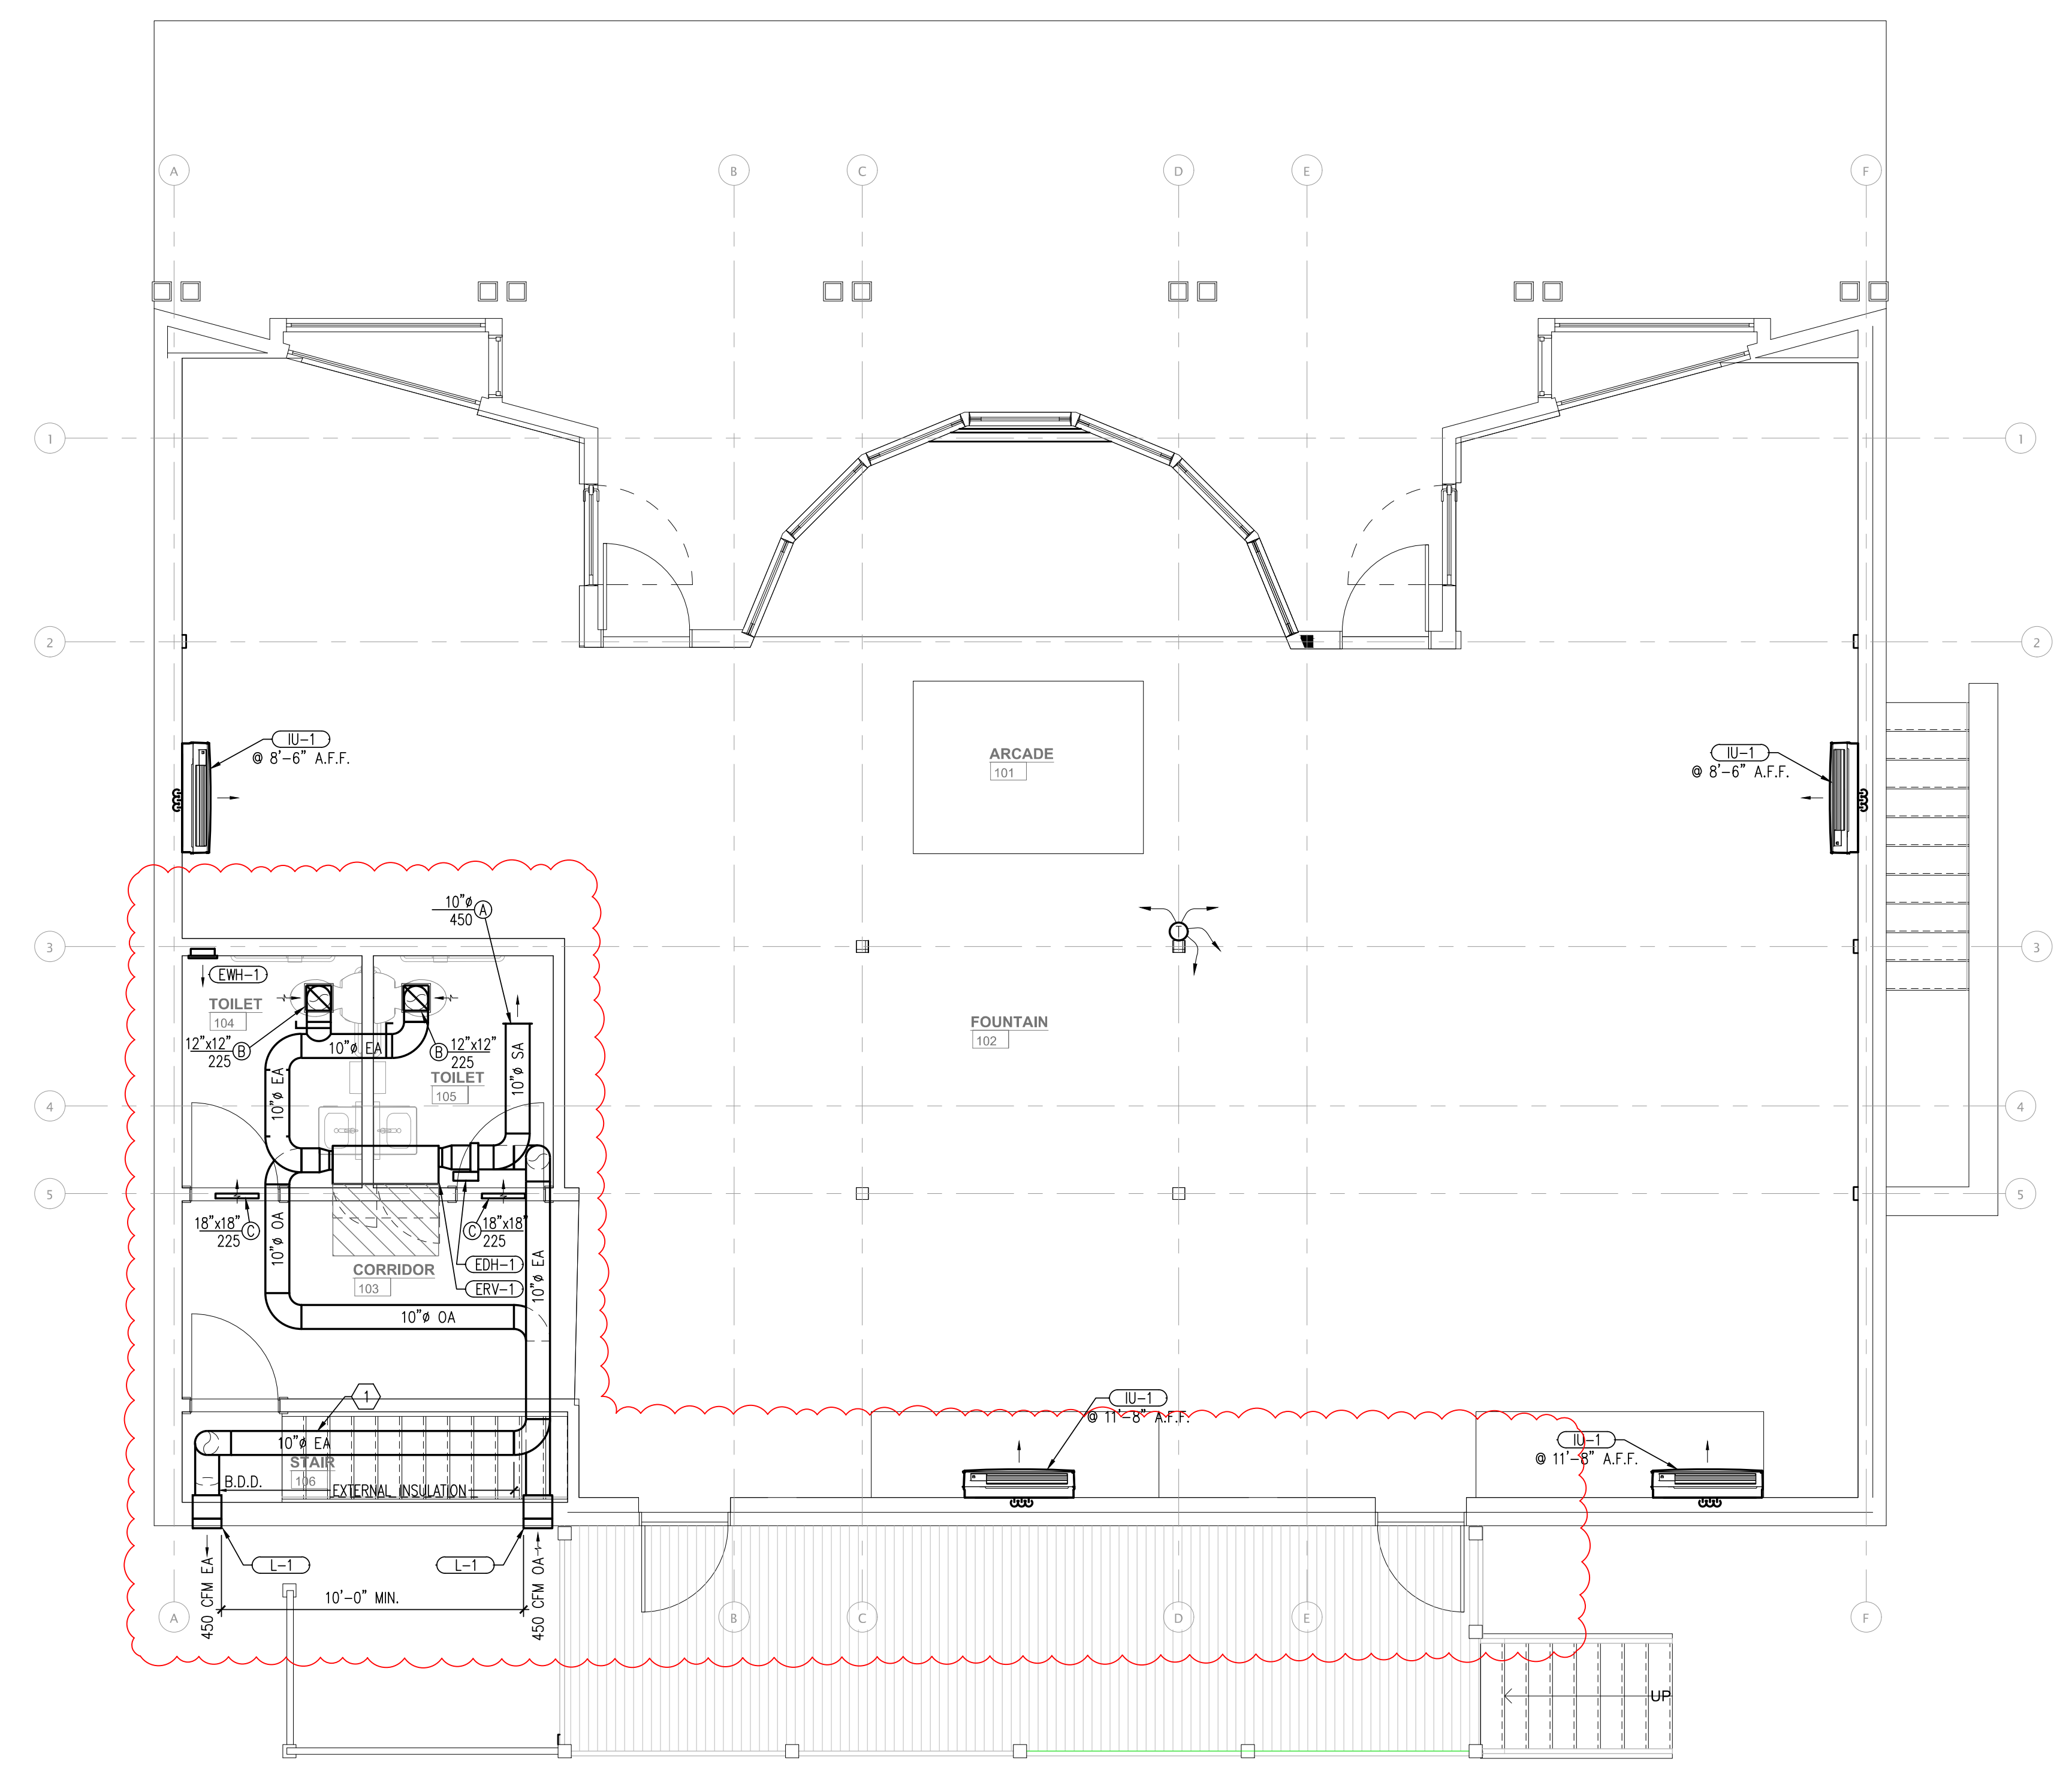 A
B
C
D
E
F
1
1
2
2
IU-1
@ 8'-6" A.F.F.
ARCADE
101
IU-1
@ 8'-6" A.F.F.
10"ø
450
A
T
3
3
EWH-1
TOILET
104
12"x12"
225
B
10"ø EA
B
12"x12"
225
TOILET
105
10"ø SA
10"ø EA
FOUNTAIN
102
4
4
5
5
18"x18"
225
C
10"ø OA
C
18"x18"
225
EDH-1
CORRIDOR
103
ERV-1
10"ø EA
10"ø OA
1
IU-1
@ 11'-8" A.F.F.
10"ø EA
STAIR
106
B.D.D.
EXTERNAL INSULATION
IU-1
@ 11'-8" A.F.F.
L-1
L-1
450 CFM EA
10'-0" MIN.
450 CFM OA
A
B
C
D
E
F
UP